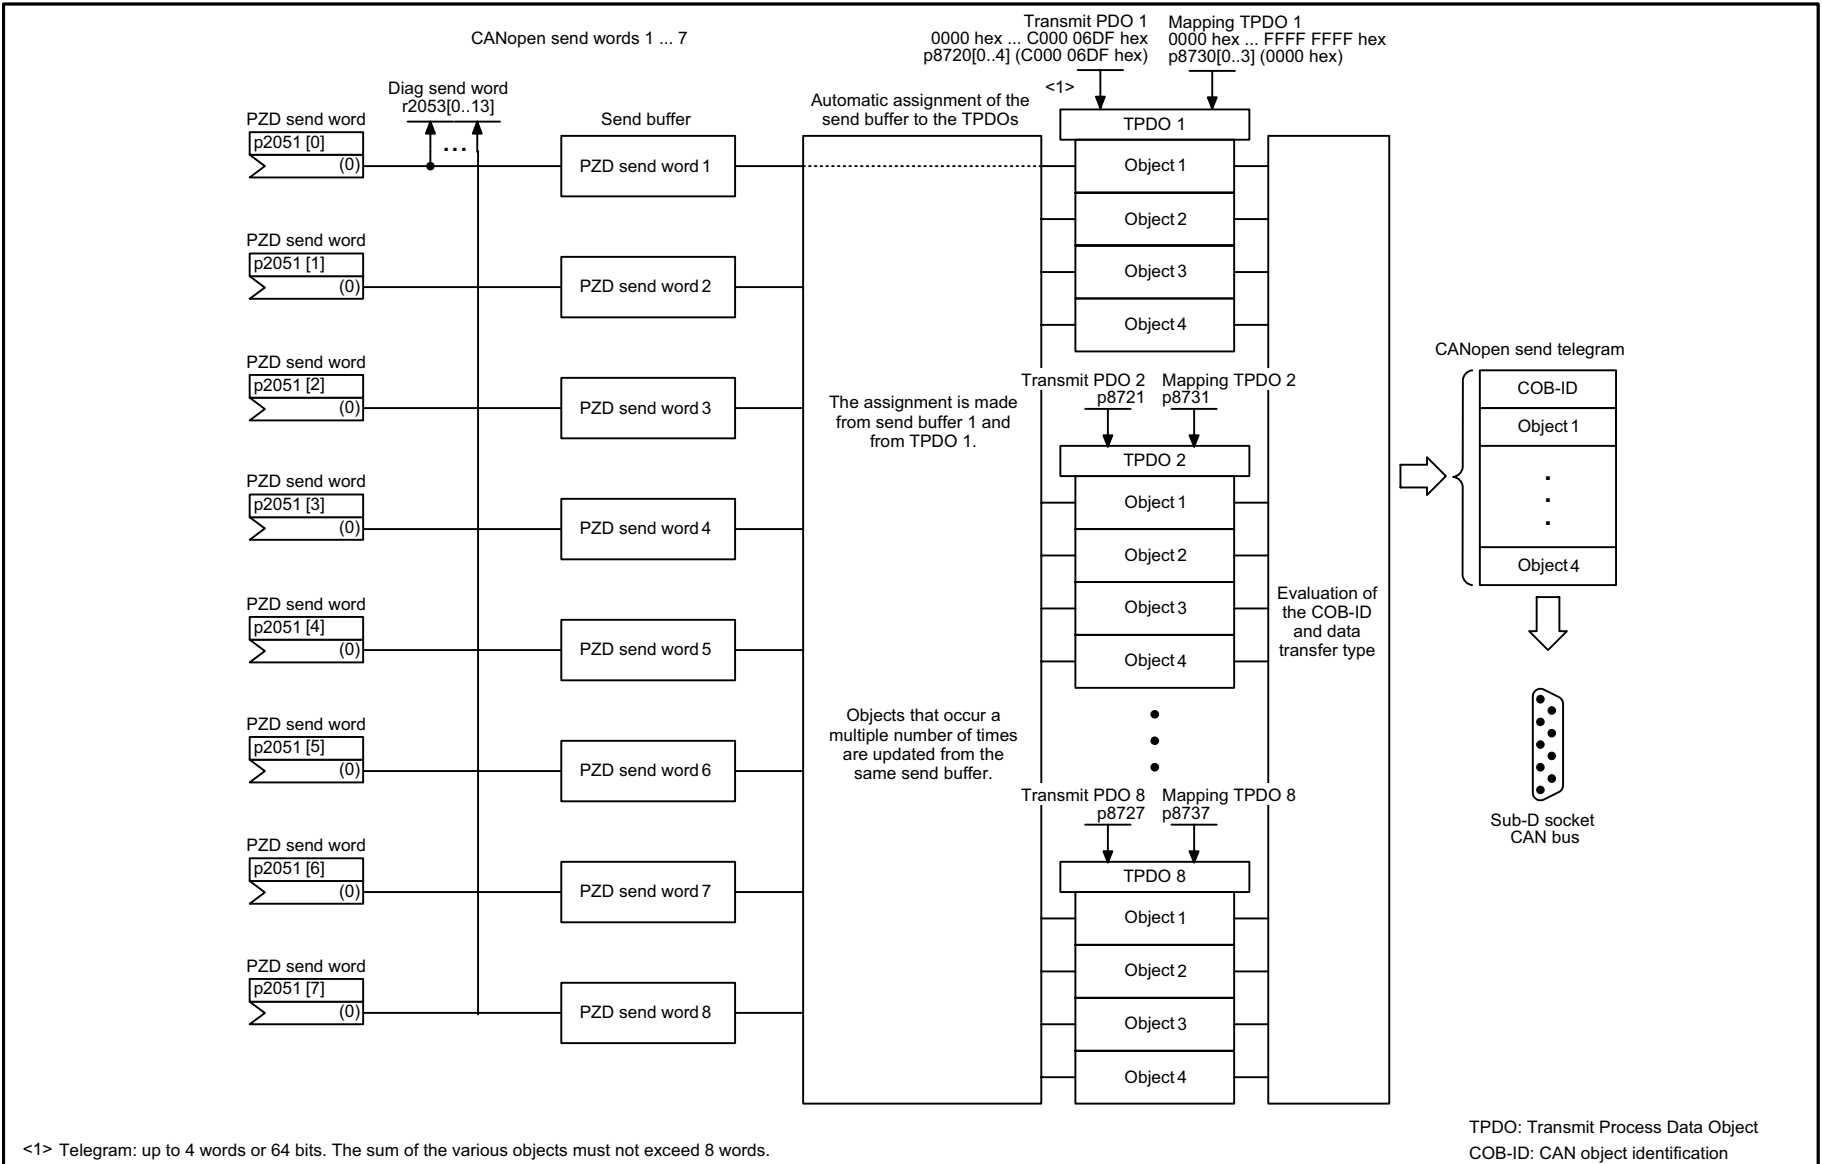 CANopen send words 1 ... 7
Transmit PDO 1
0000 hex ... C000 06DF hex
p8720[0..4] (C000 06DF hex)
Mapping TPDO 1
0000 hex ... FFFF FFFF hex
p8730[0..3] (0000 hex)
<1>
Diag send word
r2053[0..13]
...
Send buffer
Automatic assignment of the
send buffer to the TPDOs
PZD send word
p2051 [0]
(0)
PZD send word 1
PZD send word
p2051 [1]
(0)
PZD send word 2
PZD send word
p2051 [2]
(0)
PZD send word 3
PZD send word
p2051 [3]
(0)
PZD send word 4
PZD send word
p2051 [4]
(0)
PZD send word 5
PZD send word
p2051 [5]
(0)
PZD send word 6
PZD send word
p2051 [6]
(0)
PZD send word 7
PZD send word
p2051 [7]
(0)
PZD send word 8
The assignment is made
from send buffer 1 and
from TPDO 1.
Objects that occur a
multiple number of times
are updated from the
same send buffer.
TPDO 1
Object 1
Object 2
Object 3
Object 4
Transmit PDO 2
p8721
Mapping TPDO 2
p8731
TPDO 2
Object 1
Object 2
Object 3
Object 4
Transmit PDO 8
p8727
Mapping TPDO 8
p8737
TPDO 8
Object 1
Object 2
Object 3
Object 4
Evaluation of
the COB-ID
and data
transfer type
CANopen send telegram
COB-ID
Object 1
.
.
.
Object 4
Sub-D socket
CAN bus
<1> Telegram: up to 4 words or 64 bits. The sum of the various objects must not exceed 8 words.
TPDO: Transmit Process Data Object
COB-ID: CAN object identification